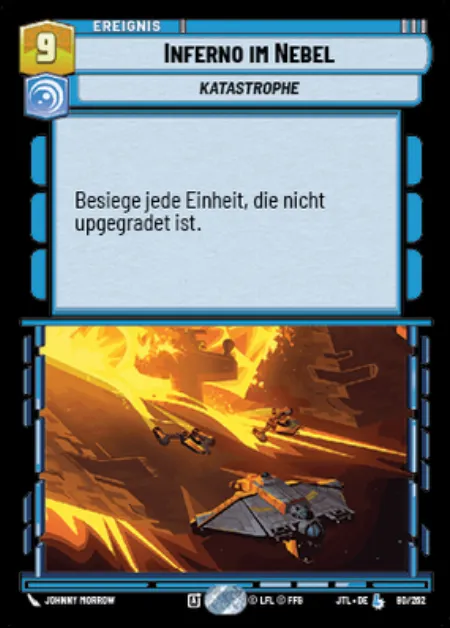 EREIGNIS
9
INFERNO IM NEBEL
KATASTROPHE
Besiege jede Einheit, die nicht
upgegradet ist.
JOHNNY MORROW
A
© LFL © FFG
JTL • DE
90/262